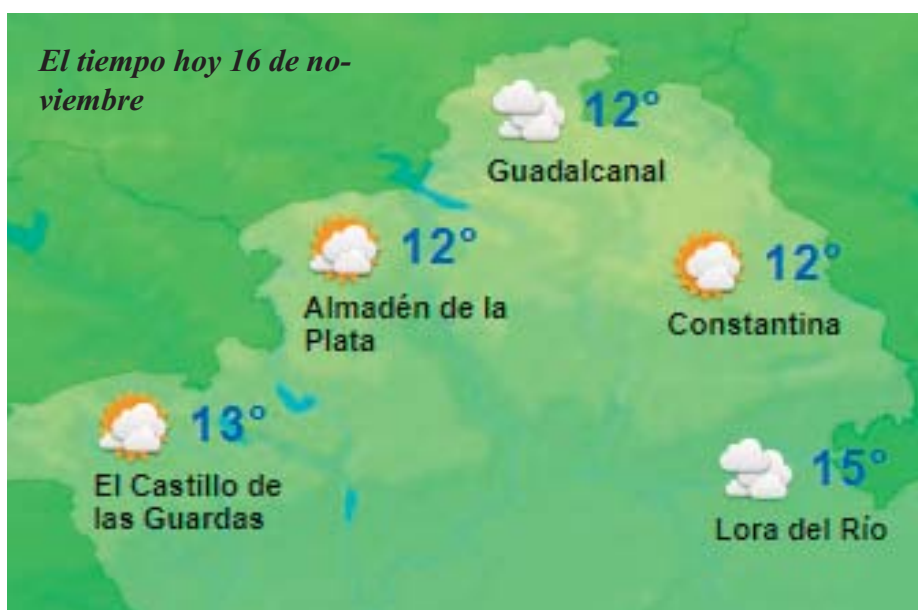 El tiempo hoy 16 de no-
viembre
12°
Guadalcanal
12°
Almadén de la
Plata
12°
Constantina
13°
El Castillo de
las Guardas
15°
Lora del Río